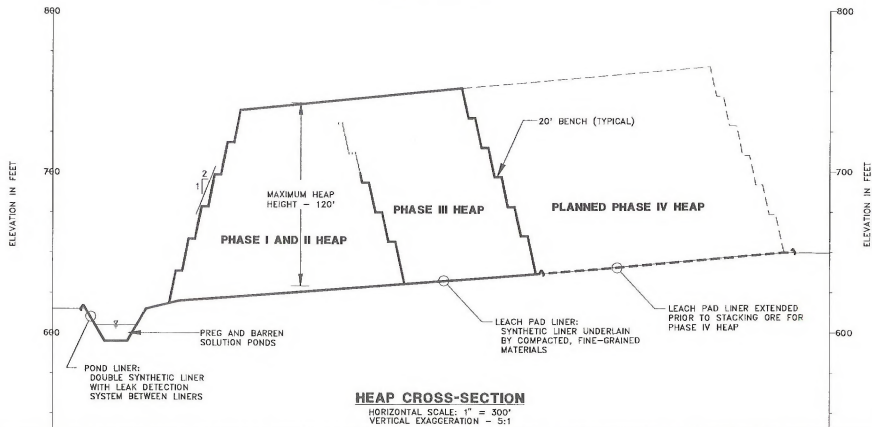 800
800
20' BENCH (TYPICAL)
760
700
ELEVATION IN FEET
ELEVATION IN FEET
2
1
MAXIMUM HEAP
HEIGHT - 120'
PHASE III HEAP
PLANNED PHASE IV HEAP
PHASE I AND II HEAP
LEACH PAD LINER:
SYNTHETIC LINER UNDERLAIN
BY COMPACTED, FINE-GRAINED
MATERIALS
LEACH PAD LINER EXTENDED
PRIOR TO STACKING ORE FOR
PHASE IV HEAP
600
600
PREG AND BARREN
SOLUTION PONDS
POND LINER:
DOUBLE SYNTHETIC LINER
WITH LEAK DETECTION
SYSTEM BETWEEN LINERS
HEAP CROSS-SECTION
HORIZONTAL SCALE: 1" = 300'
VERTICAL EXAGGERATION - 5:1